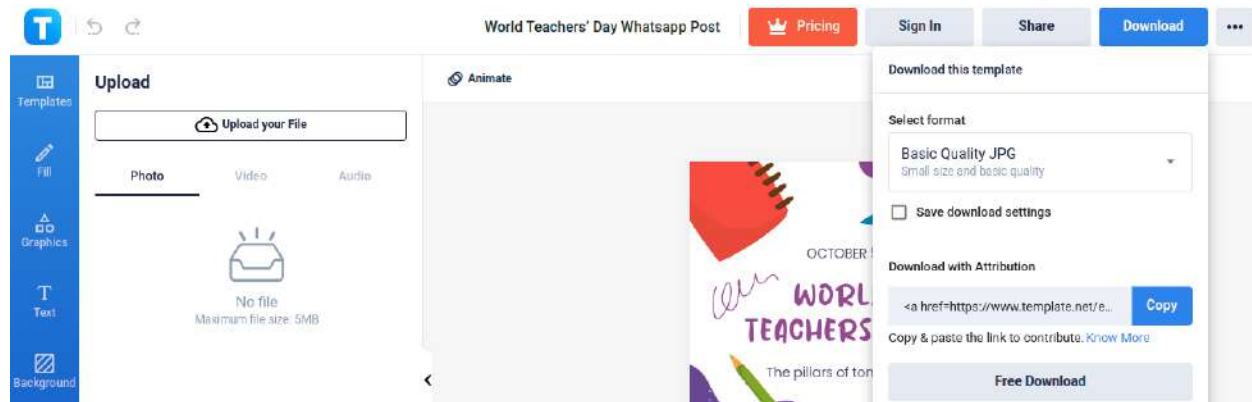 T
World Teachers' Day Whatsapp Post
Pricing
Sign In
Share
Download
Templates
Fill
Graphics
T
Text
Background
Upload
Upload your File
Photo
Video
Audio
No file
Maximum file size: 5MB
Animate
OCTOBER
WORL
TEACHERS
The pillars of ton
Download this template
Select format
Basic Quality JPG
Small size and basic quality
Save download settings
Download with Attribution
<a href=https://www.template.net/e...
Copy
Copy & paste the link to contribute. Know More
Free Download